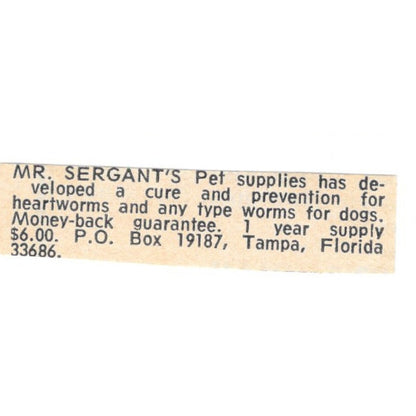 MR. SERGANT'S Pet supplies has de-
veloped a cure and prevention for
heartworms and any type worms for dogs.
Money-back guarantee. 1 year supply
$6.00. P.O. Box 19187, Tampa, Florida
33686.